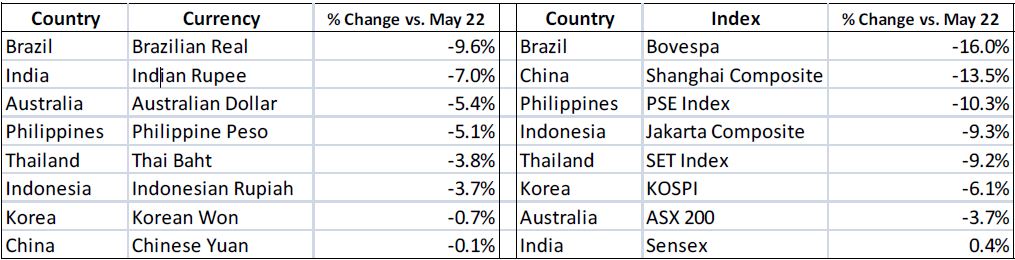 Country Currency % Change vs. May 22 Country Index % Change vs. May 22
Brazil Brazilian Real -9.6% Brazil Bovespa -16.0%
India Indian Rupee -7.0% China Shanghai Composite -13.5%
Australia Australian Dollar -5.4% Philippines PSE Index -10.3%
Philippines Philippine Peso -5.1% Indonesia Jakarta Composite -9.3%
Thailand Thai Baht -3.8% Thailand SET Index -9.2%
Indonesia Indonesian Rupiah -3.7% Korea KOSPI -6.1%
Korea Korean Won -0.7% Australia ASX 200 -3.7%
China Chinese Yuan -0.1% India Sensex 0.4%